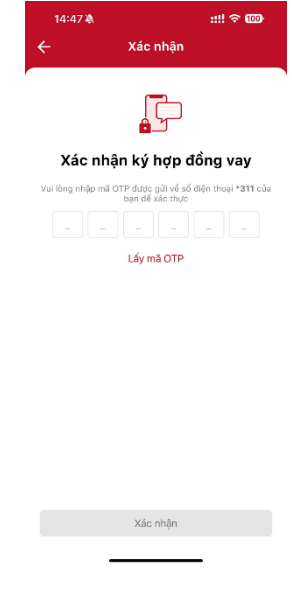 14:47
100
Xác nhận
Xác nhận ký hợp đồng vay
Vui lòng nhập mã OTP được gửi về số điện thoại *311 của
bạn để xác thực
_ _ _ _ _ _
Lấy mã OTP
Xác nhận